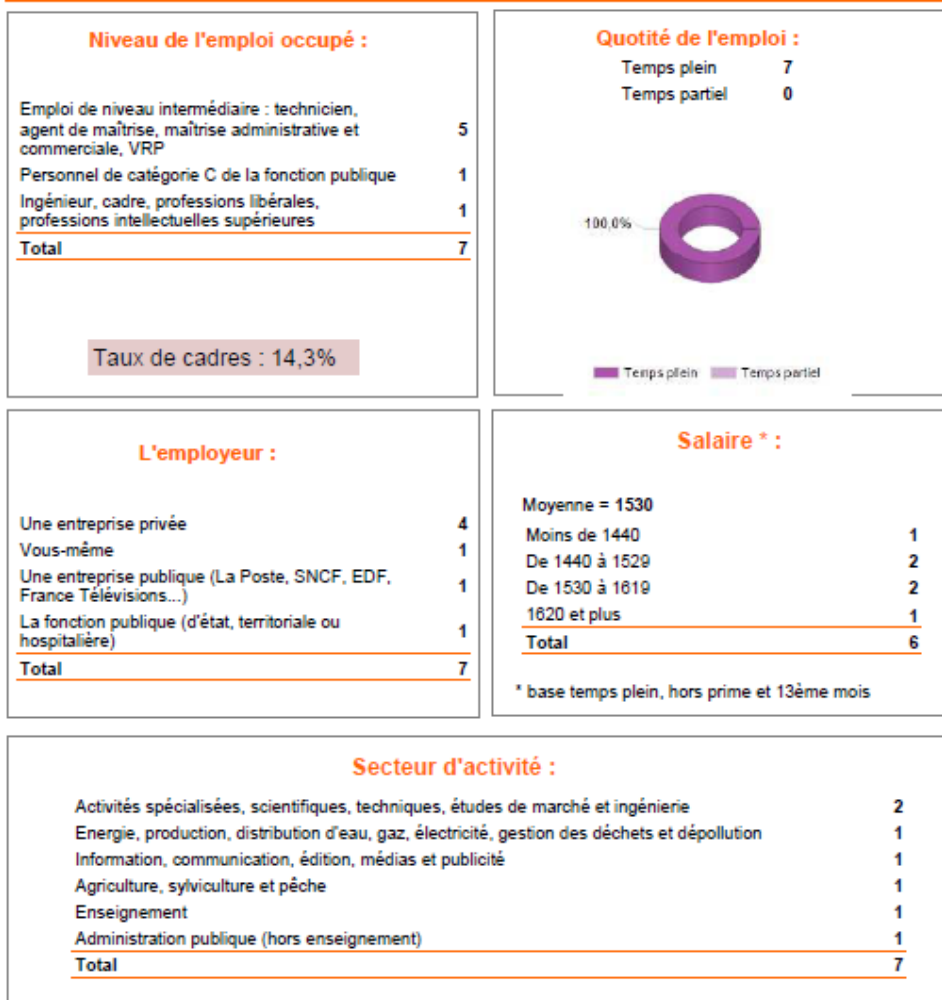 Niveau de l'emploi occupé :
Emploi de niveau intermédiaire : technicien,
agent de maîtrise, maîtrise administrative et
commerciale, VRP 5
Personnel de catégorie C de la fonction publique 1
Ingénieur, cadre, professions libérales,
professions intellectuelles supérieures 1
Total 7
Taux de cadres : 14,3%
Quotité de l'emploi :
Temps plein 7
Temps partiel 0
100,0%
Temps plein Temps partiel
L'employeur :
Une entreprise privée 4
Vous-même 1
Une entreprise publique (La Poste, SNCF, EDF,
France Télévisions...) 1
La fonction publique (d'état, territoriale ou
hospitalière) 1
Total 7
Salaire * :
Moyenne = 1530
Moins de 1440 1
De 1440 à 1529 2
De 1530 à 1619 2
1620 et plus 1
Total 6
* base temps plein, hors prime et 13ème mois
Secteur d'activité :
Activités spécialisées, scientifiques, techniques, études de marché et ingénierie 2
Energie, production, distribution d'eau, gaz, électricité, gestion des déchets et dépollution 1
Information, communication, édition, médias et publicité 1
Agriculture, sylviculture et pêche 1
Enseignement 1
Administration publique (hors enseignement) 1
Total 7